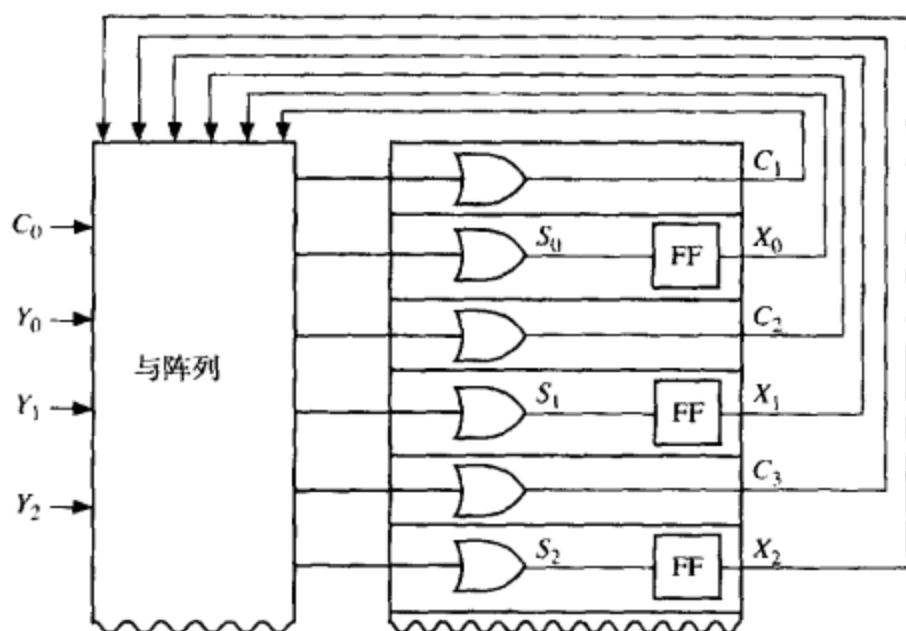 C₁
S₀ FF X₀
C₀
Y₀
C₂
与阵列
Y₁
S₁ FF X₁
C₃
Y₂
S₂ FF X₂